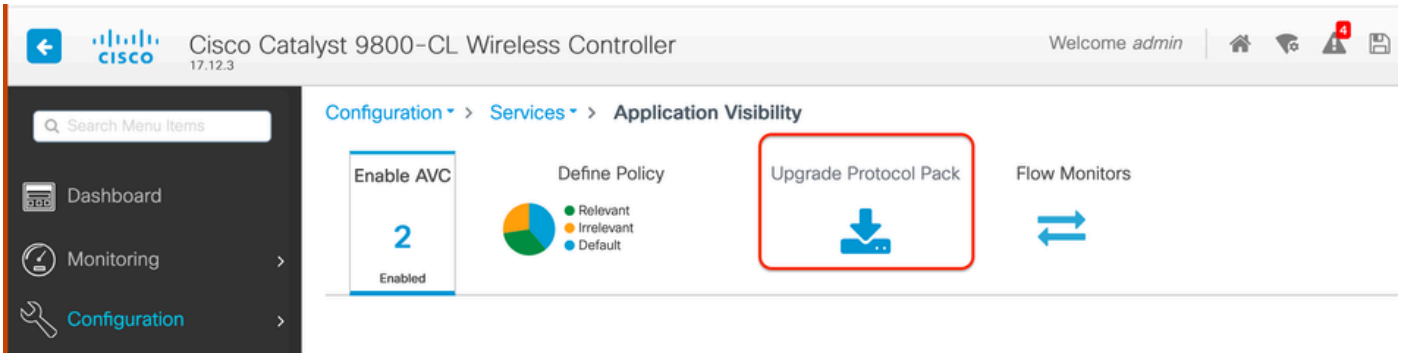 CISCO
Cisco Catalyst 9800-CL Wireless Controller
17.12.3
Welcome admin
4
Search Menu Items
Dashboard
Monitoring
Configuration
Configuration > Services > Application Visibility
Enable AVC
2
Enabled
Define Policy
Relevant
Irrelevant
Default
Upgrade Protocol Pack
Flow Monitors